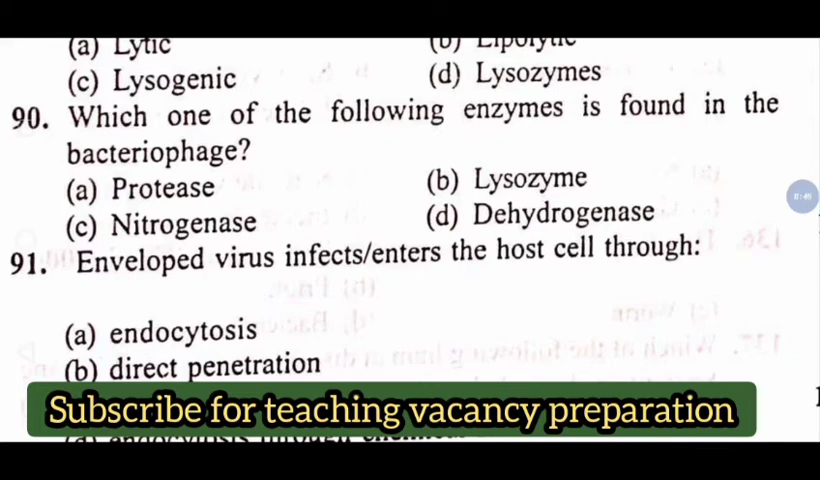 (a) Lytic (b) Lipolytic
(c) Lysogenic (d) Lysozymes
90. Which one of the following enzymes is found in the
bacteriophage?
(a) Protease (b) Lysozyme
(c) Nitrogenase (d) Dehydrogenase
91. Enveloped virus infects/enters the host cell through:
(a) endocytosis
(b) direct penetration
Subscribe for teaching vacancy preparation